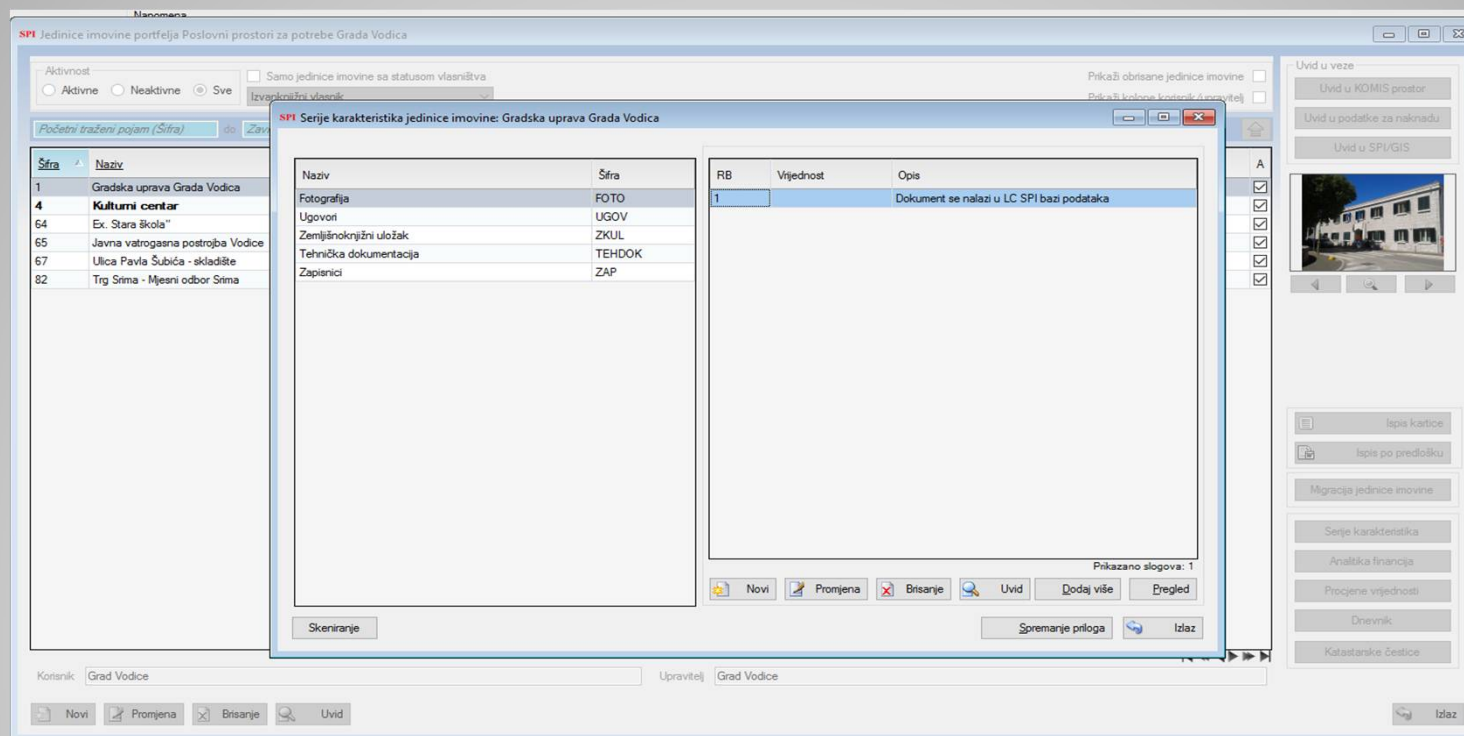 Napomena
SPI Jedinice imovine portfelja Poslovni prostori za potrebe Grada Vodica
Aktivnost
Aktivne Neaktivne Sve
Samo jedinice imovine sa statusom vlasništva
Izvanknjižni vlasnik
Prikaži obrisane jedinice imovine
Prikaži kolone korisnik/upravitelj
Početni traženi pojam (Šifra) do
Šifra Naziv A
1 Gradska uprava Grada Vodica
4 Kulturni centar
64 Ex. Stara škola"
65 Javna vatrogasna postrojba Vodice
67 Ulica Pavla Šubića - skladište
82 Trg Srima - Mjesni odbor Srima
SPI Serije karakteristika jedinice imovine: Gradska uprava Grada Vodica
Naziv Šifra
Fotografija FOTO
Ugovori UGOV
Zemljišnoknjižni uložak ZKUL
Tehnička dokumentacija TEHDOK
Zapisnici ZAP
RB Vrijednost Opis
1 Dokument se nalazi u LC SPI bazi podataka
Prikazano slogova: 1
Novi Promjena Brisanje Uvid Dodaj više Pregled
Skeniranje Spremanje priloga Izlaz
Uvid u veze
Uvid u KOMIS prostor
Uvid u podatke za naknadu
Uvid u SPI/GIS
Ispis kartice
Ispis po predlošku
Migracija jedinice imovine
Serije karakteristika
Analitika financija
Procjene vrijednosti
Dnevnik
Katastarske čestice
Korisnik Grad Vodice Upravitelj Grad Vodice
Novi Promjena Brisanje Uvid Izlaz